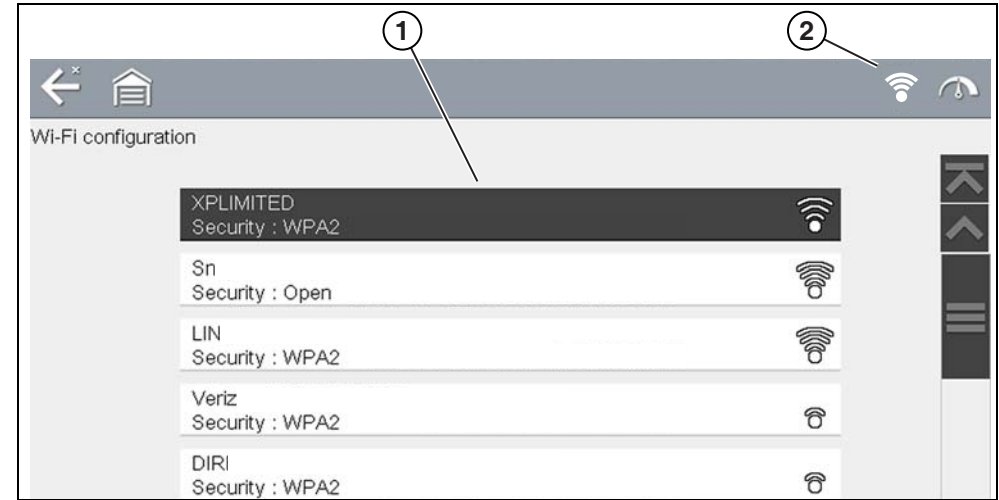 1
2
Wi-Fi configuration
XPLIMITED
Security : WPA2
Sn
Security : Open
LIN
Security : WPA2
Veriz
Security : WPA2
DIRI
Security : WPA2